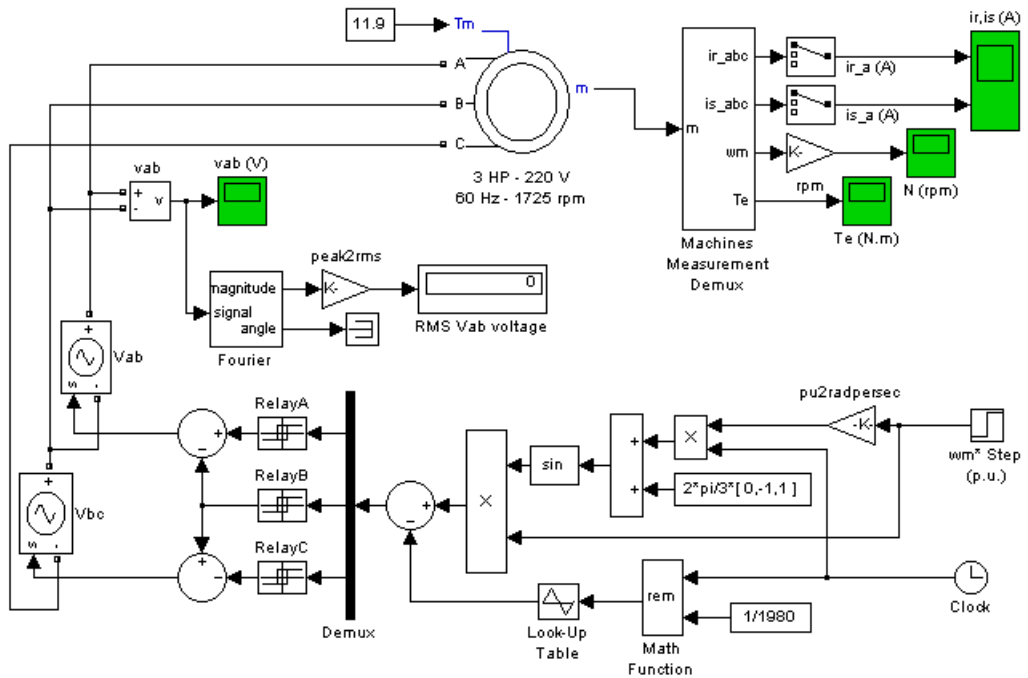 11.9
Tm
A
B
C
m
3 HP - 220 V
60 Hz - 1725 rpm
m
ir_abc
is_abc
wm
Te
Machines
Measurement
Demux
ir_a (A)
is_a (A)
ir,is (A)
K-
rpm
N (rpm)
Te (N.m)
vab
+
-
v
vab (V)
magnitude
signal
angle
Fourier
peak2rms
K-
0
RMS Vab voltage
+
s
-
Vab
+
s
-
Vbc
+
-
RelayA
RelayB
RelayC
+
-
Demux
+
-
×
sin
+
+
×
2*pi/3*[ 0,-1,1 ]
pu2radpersec
-K-
wm* Step
(p.u.)
Look-Up
Table
rem
Math
Function
1/1980
Clock